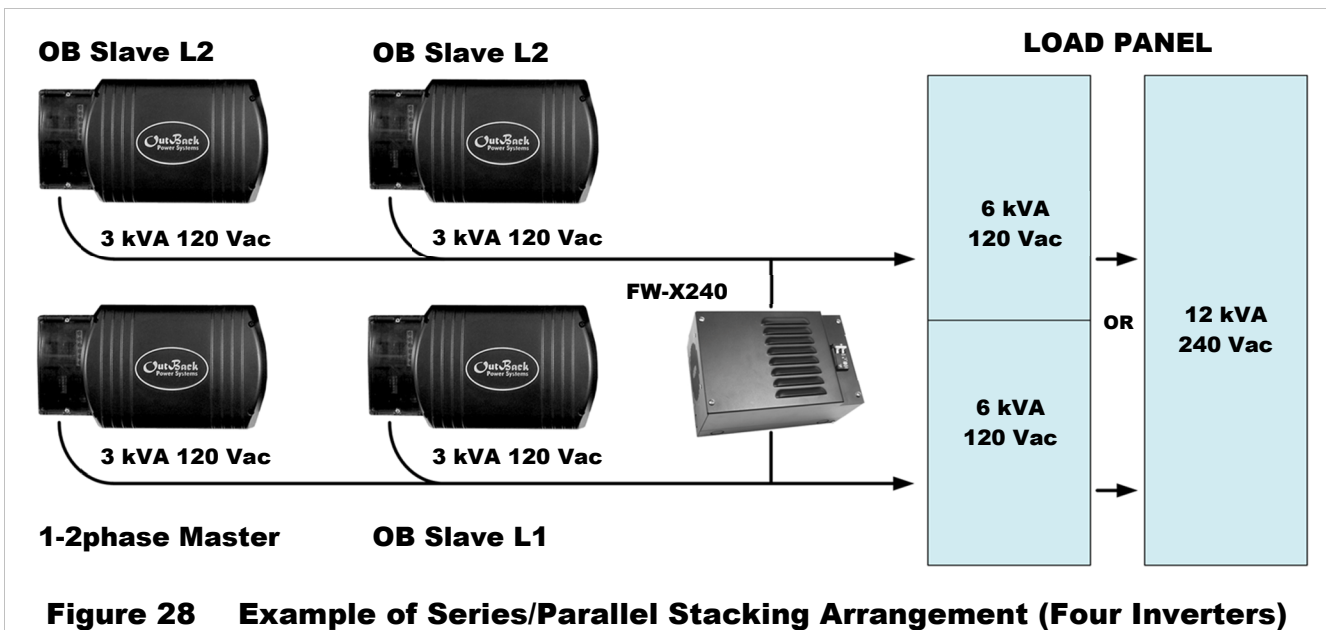 OB Slave L2
OB Slave L2
LOAD PANEL
OutBack
Power Systems
OutBack
Power Systems
3 kVA 120 Vac
3 kVA 120 Vac
6 kVA
120 Vac
FW-X240
OR
12 kVA
240 Vac
OutBack
Power Systems
OutBack
Power Systems
6 kVA
120 Vac
3 kVA 120 Vac
3 kVA 120 Vac
1-2phase Master
OB Slave L1
Figure 28 Example of Series/Parallel Stacking Arrangement (Four Inverters)